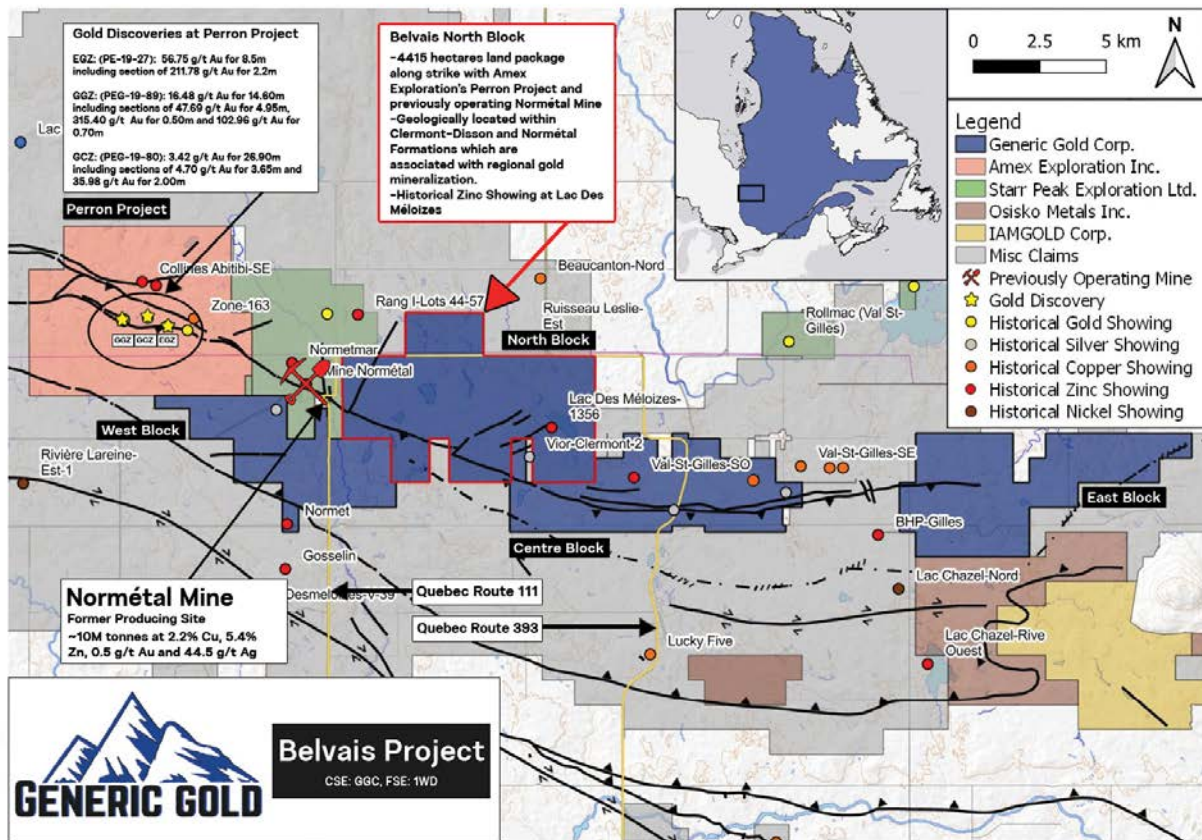 Gold Discoveries at Perron Project
EGZ: (PE-19-27): 56.75 g/t Au for 8.5m
including section of 211.78 g/t Au for 2.2m
GGZ: (PEG-19-89): 16.48 g/t Au for 14.60m
including sections of 47.69 g/t Au for 4.95m,
315.40 g/t Au for 0.50m and 102.96 g/t Au for
0.70m
GCZ: (PEG-19-80): 3.42 g/t Au for 26.90m
including sections of 4.70 g/t Au for 3.65m and
35.98 g/t Au for 2.00m
Lac
Perron Project
Belvais North Block
-4415 hectares land package
along strike with Amex
Exploration's Perron Project and
previously operating Normétal Mine
-Geologically located within
Clermont-Disson and Normétal
Formations which are
associated with regional gold
mineralization.
-Historical Zinc Showing at Lac Des
Méloizes
0 2.5 5 km
N
Legend
Generic Gold Corp.
Amex Exploration Inc.
Starr Peak Exploration Ltd.
Osisko Metals Inc.
IAMGOLD Corp.
Misc Claims
Previously Operating Mine
Gold Discovery
Historical Gold Showing
Historical Silver Showing
Historical Copper Showing
Historical Zinc Showing
Historical Nickel Showing
Collines Abitibi-SE
Zone-163
GGZ GCZ EGZ
Rang I-Lots 44-57
Beaucanton-Nord
Ruisseau Leslie-
Est
North Block
Rollmac (Val St-
Gilles)
Normetmar
Mine Normétal
West Block
Lac Des Méloizes-
1356
Vior-Clermont-2
Val-St-Gilles-SO
Val-St-Gilles-SE
East Block
Rivière Lareine-
Est-1
Normet
BHP-Gilles
Centre Block
Gosselin
Lac Chazel-Nord
Desmeloizes-V-39
Quebec Route 111
Quebec Route 393
Lucky Five
Lac Chazel-Rive
Ouest
Normétal Mine
Former Producing Site
~10M tonnes at 2.2% Cu, 5.4%
Zn, 0.5 g/t Au and 44.5 g/t Ag
GENERIC GOLD
Belvais Project
CSE: GGC, FSE: 1WD